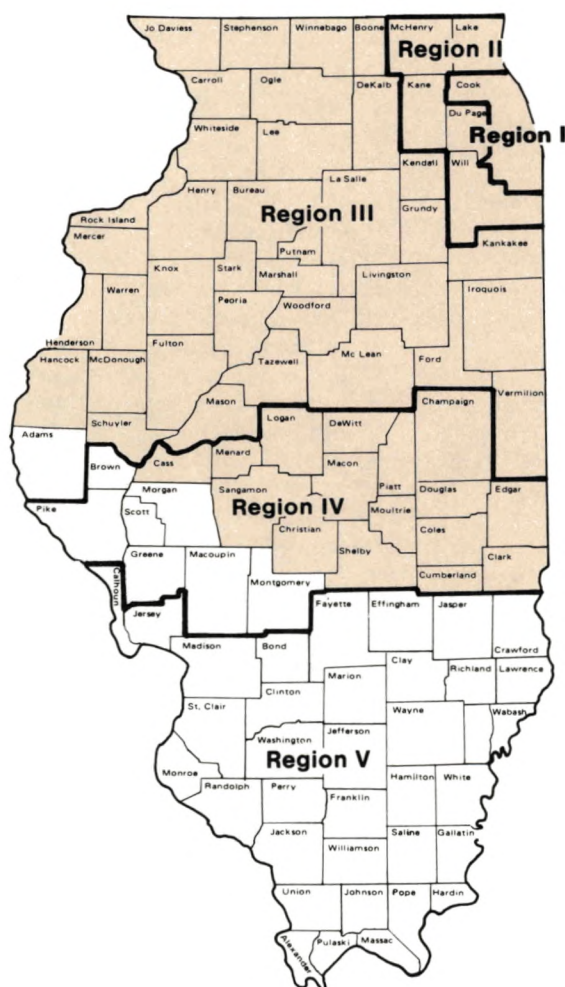 Jo Daviess
Stephenson
Winnebago
Boone
McHenry
Lake
Region II
Carroll
Ogle
DeKalb
Kane
Cook
Du Page
Region I
Whiteside
Lee
Kendall
Will
La Salle
Henry
Bureau
Rock Island
Region III
Grundy
Mercer
Putnam
Kankakee
Knox
Stark
Marshall
Livingston
Warren
Peoria
Woodford
Iroquois
Henderson
Fulton
Hancock
McDonough
Tazewell
Mc Lean
Ford
Mason
Logan
DeWitt
Champaign
Vermilion
Schuyler
Adams
Brown
Cass
Menard
Macon
Morgan
Sangamon
Piatt
Douglas
Edgar
Pike
Scott
Region IV
Moultrie
Christian
Coles
Greene
Macoupin
Shelby
Clark
Calhoun
Montgomery
Cumberland
Jersey
Fayette
Effingham
Jasper
Crawford
Madison
Bond
Clay
Richland
Lawrence
Marion
Clinton
St. Clair
Wayne
Wabash
Jefferson
Washington
Region V
Monroe
Randolph
Perry
Hamilton
White
Franklin
Jackson
Saline
Gallatin
Williamson
Union
Johnson
Pope
Hardin
Alexander
Pulaski
Massac